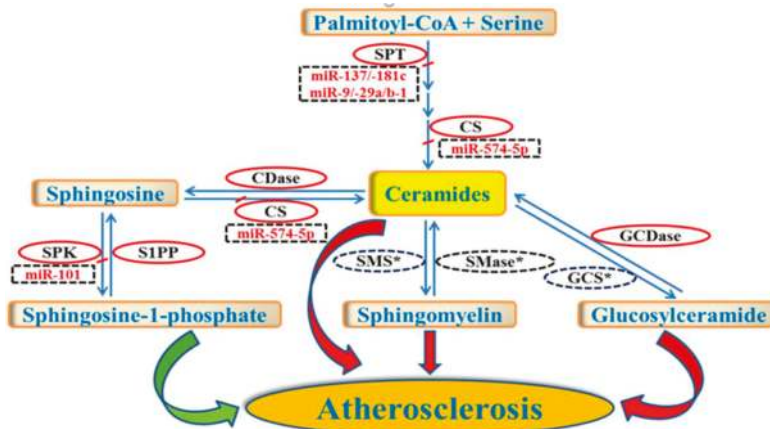 Palmitoyl-CoA + Serine
SPT
miR-137/-181c
miR-9/-29a/b-1
CS
miR-574-5p
Sphingosine
CDase
Ceramides
CS
miR-574-5p
GCDase
SPK
S1PP
miR-101
SMS*
SMase*
GCS*
Sphingosine-1-phosphate
Sphingomyelin
Glucosylceramide
Atherosclerosis